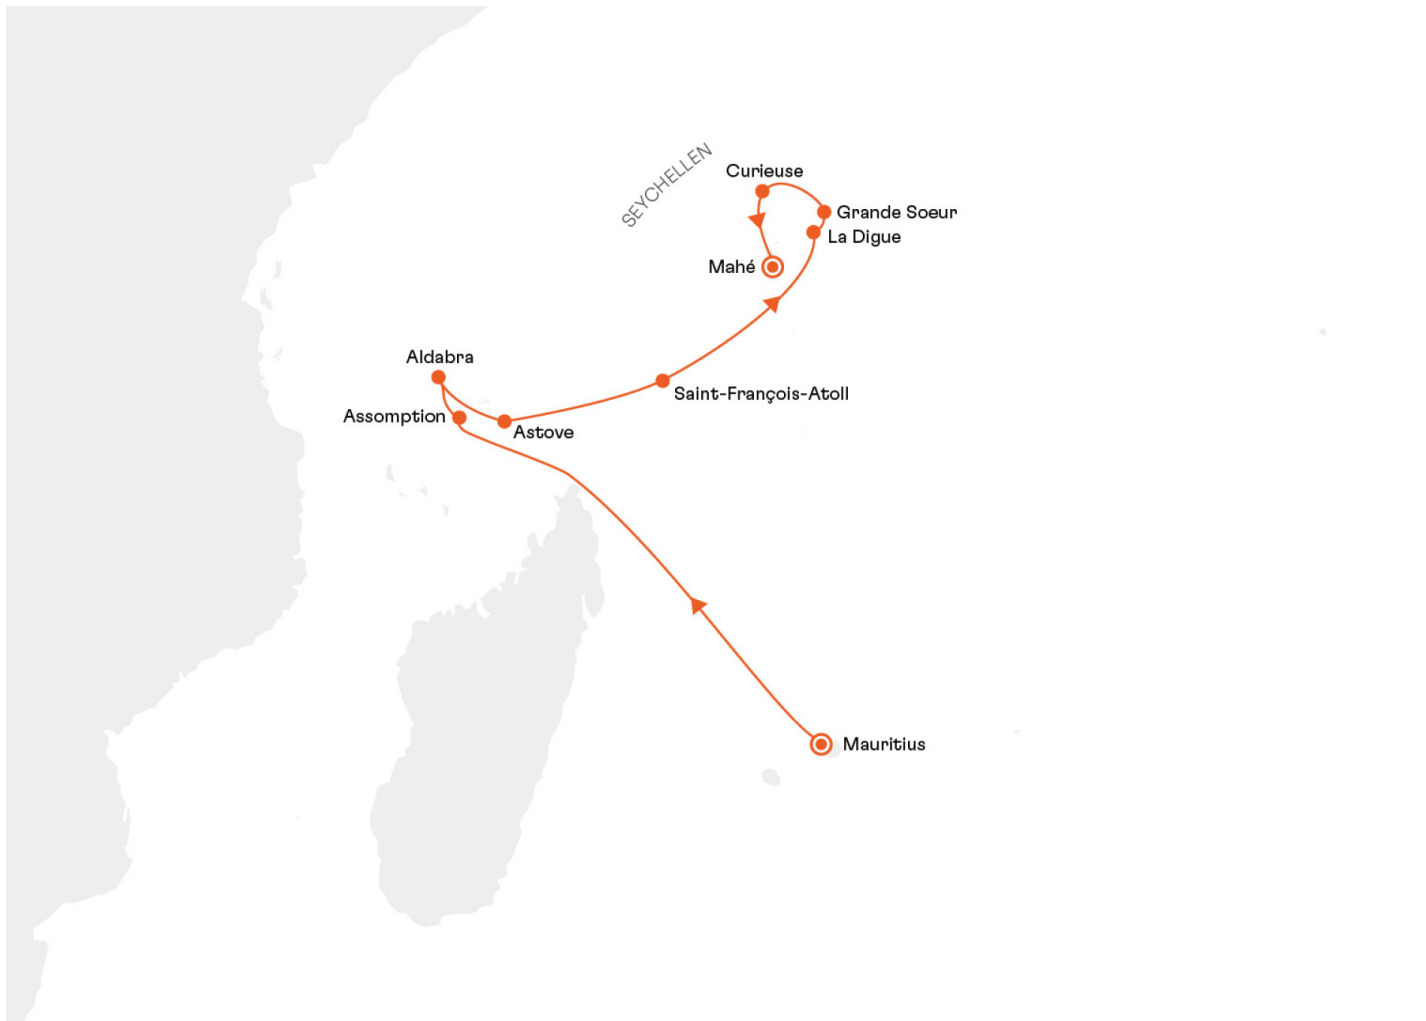 SEYCHELLEN
Curieuse
Grande Soeur
La Digue
Mahé
Aldabra
Saint-François-Atoll
Assomption
Astove
Mauritius